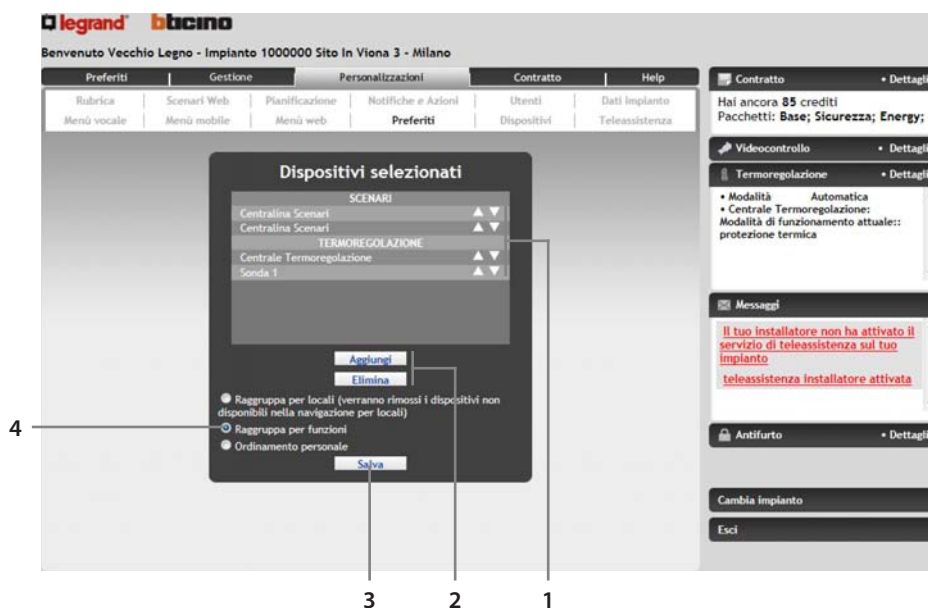 legrand bticino
Benvenuto Vecchio Legno - Impianto 1000000 Sito In Viona 3 - Milano
Preferiti | Gestione | Personalizzazioni | Contratto | Help
Rubrica | Scenari Web | Pianificazione | Notifiche e Azioni | Utenti | Dati impianto
Menù vocale | Menù mobile | Menù web | Preferiti | Dispositivi | Teleassistenza
Dispositivi selezionati
SCENARI
Centralina Scenari
Centralina Scenari
TERMOREGOLAZIONE
Centrale Termoregolazione
Sonda 1
Aggiungi
Elimina
Raggruppa per locali (verranno rimossi i dispositivi non
disponibili nella navigazione per locali)
Raggruppa per funzioni
Ordinamento personale
Salva
Contratto • Dettagli
Hai ancora 85 crediti
Pacchetti: Base; Sicurezza; Energy;
Videocontrollo • Dettagli
Termoregolazione • Dettagli
• Modalità Automatica
• Centrale Termoregolazione:
Modalità di funzionamento attuale::
protezione termica
Messaggi
Il tuo installatore non ha attivato il
servizio di teleassistenza sul tuo
impianto
teleassistenza installatore attivata
Antifurto • Dettagli
Cambia impianto
Esci
4
3 2 1